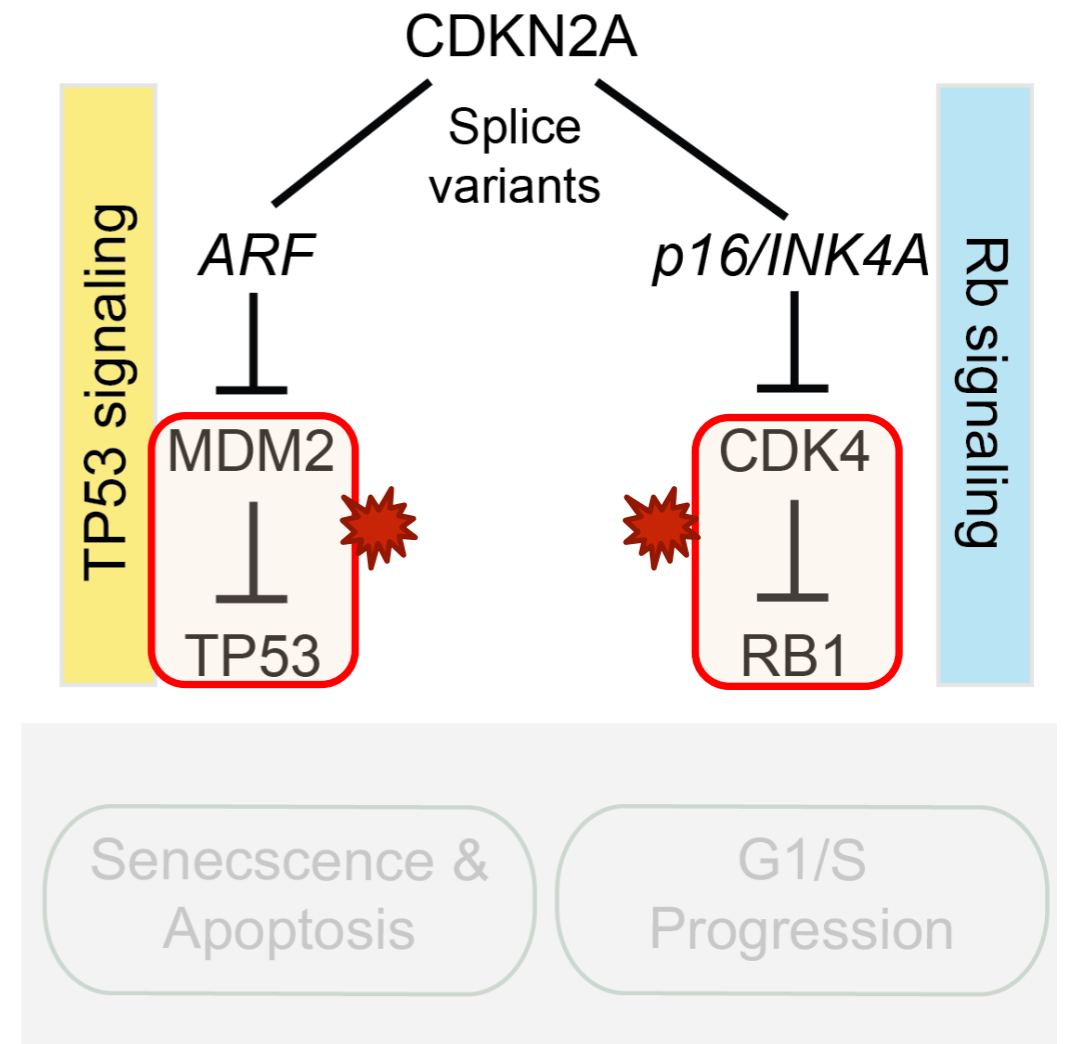 CDKN2A
Splice
variants
TP53 signaling
ARF
p16/INK4A
Rb signaling
MDM2
CDK4
TP53
RB1
Senecscence &
Apoptosis
G1/S
Progression